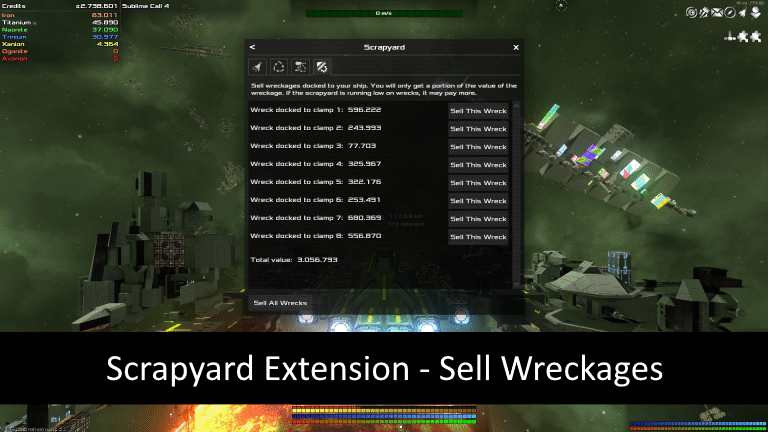 Credyts ¢2.738.601 Sublime Call 4
Iron 63.011
Titanium 45.890
Naonite 67.090
Trinium 30.977
Xanion 4.364
Ogonite 0
Avorion 0
0 m/s
< Scrapyard ×
Sell wreckages docked to your ship. You will only get a portion of the value of the
wreckage. If the scrapyard is running low on wrecks, it may pay more.
Wreck docked to clamp 1: 596.222 Sell This Wreck
Wreck docked to clamp 2: 243.993 Sell This Wreck
Wreck docked to clamp 3: 77.703 Sell This Wreck
Wreck docked to clamp 4: 325.967 Sell This Wreck
Wreck docked to clamp 5: 322.176 Sell This Wreck
Wreck docked to clamp 6: 253.491 Sell This Wreck
Wreck docked to clamp 7: 680.369 Sell This Wreck
Wreck docked to clamp 8: 556.870 Sell This Wreck
Total value: 3.056.793
Sell All Wrecks
Scrapyard Extension - Sell Wreckages